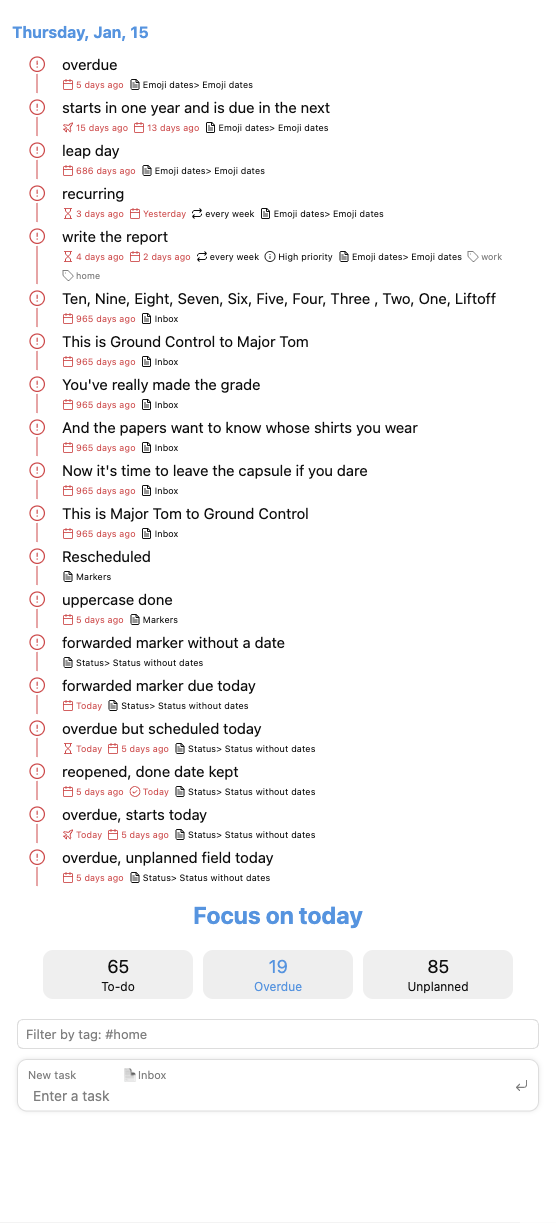 Thursday, Jan, 15
overdue
5 days ago Emoji dates> Emoji dates
starts in one year and is due in the next
15 days ago 13 days ago Emoji dates> Emoji dates
leap day
686 days ago Emoji dates> Emoji dates
recurring
3 days ago Yesterday every week Emoji dates> Emoji dates
write the report
4 days ago 2 days ago every week High priority Emoji dates> Emoji dates work
home
Ten, Nine, Eight, Seven, Six, Five, Four, Three , Two, One, Liftoff
965 days ago Inbox
This is Ground Control to Major Tom
965 days ago Inbox
You've really made the grade
965 days ago Inbox
And the papers want to know whose shirts you wear
965 days ago Inbox
Now it's time to leave the capsule if you dare
965 days ago Inbox
This is Major Tom to Ground Control
965 days ago Inbox
Rescheduled
Markers
uppercase done
5 days ago Markers
forwarded marker without a date
Status> Status without dates
forwarded marker due today
Today Status> Status without dates
overdue but scheduled today
Today 5 days ago Status> Status without dates
reopened, done date kept
5 days ago Today Status> Status without dates
overdue, starts today
Today 5 days ago Status> Status without dates
overdue, unplanned field today
5 days ago Status> Status without dates
Focus on today
65 19 85
To-do Overdue Unplanned
Filter by tag: #home
New task Inbox
Enter a task